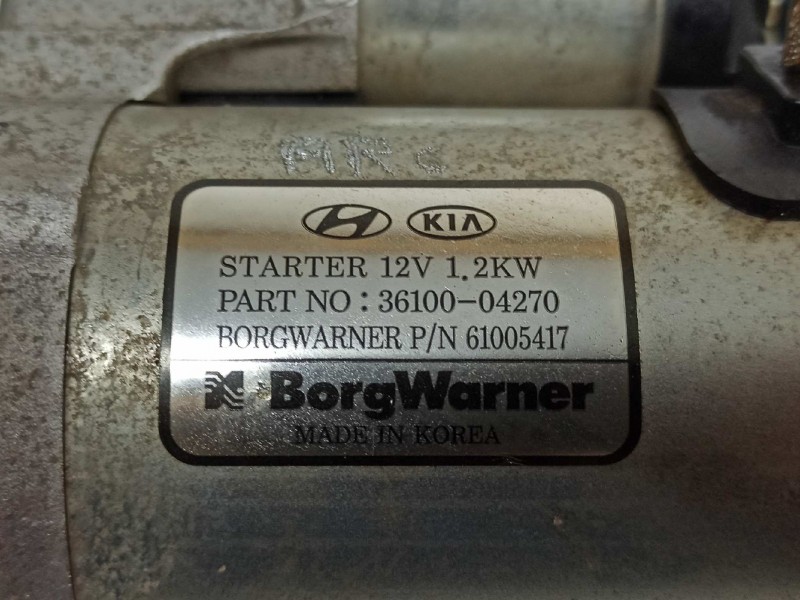 KIA
STARTER 12V 1.2KW
PART NO : 36100-04270
BORGWARNER P/N 61005417
BorgWarner
MADE IN KOREA